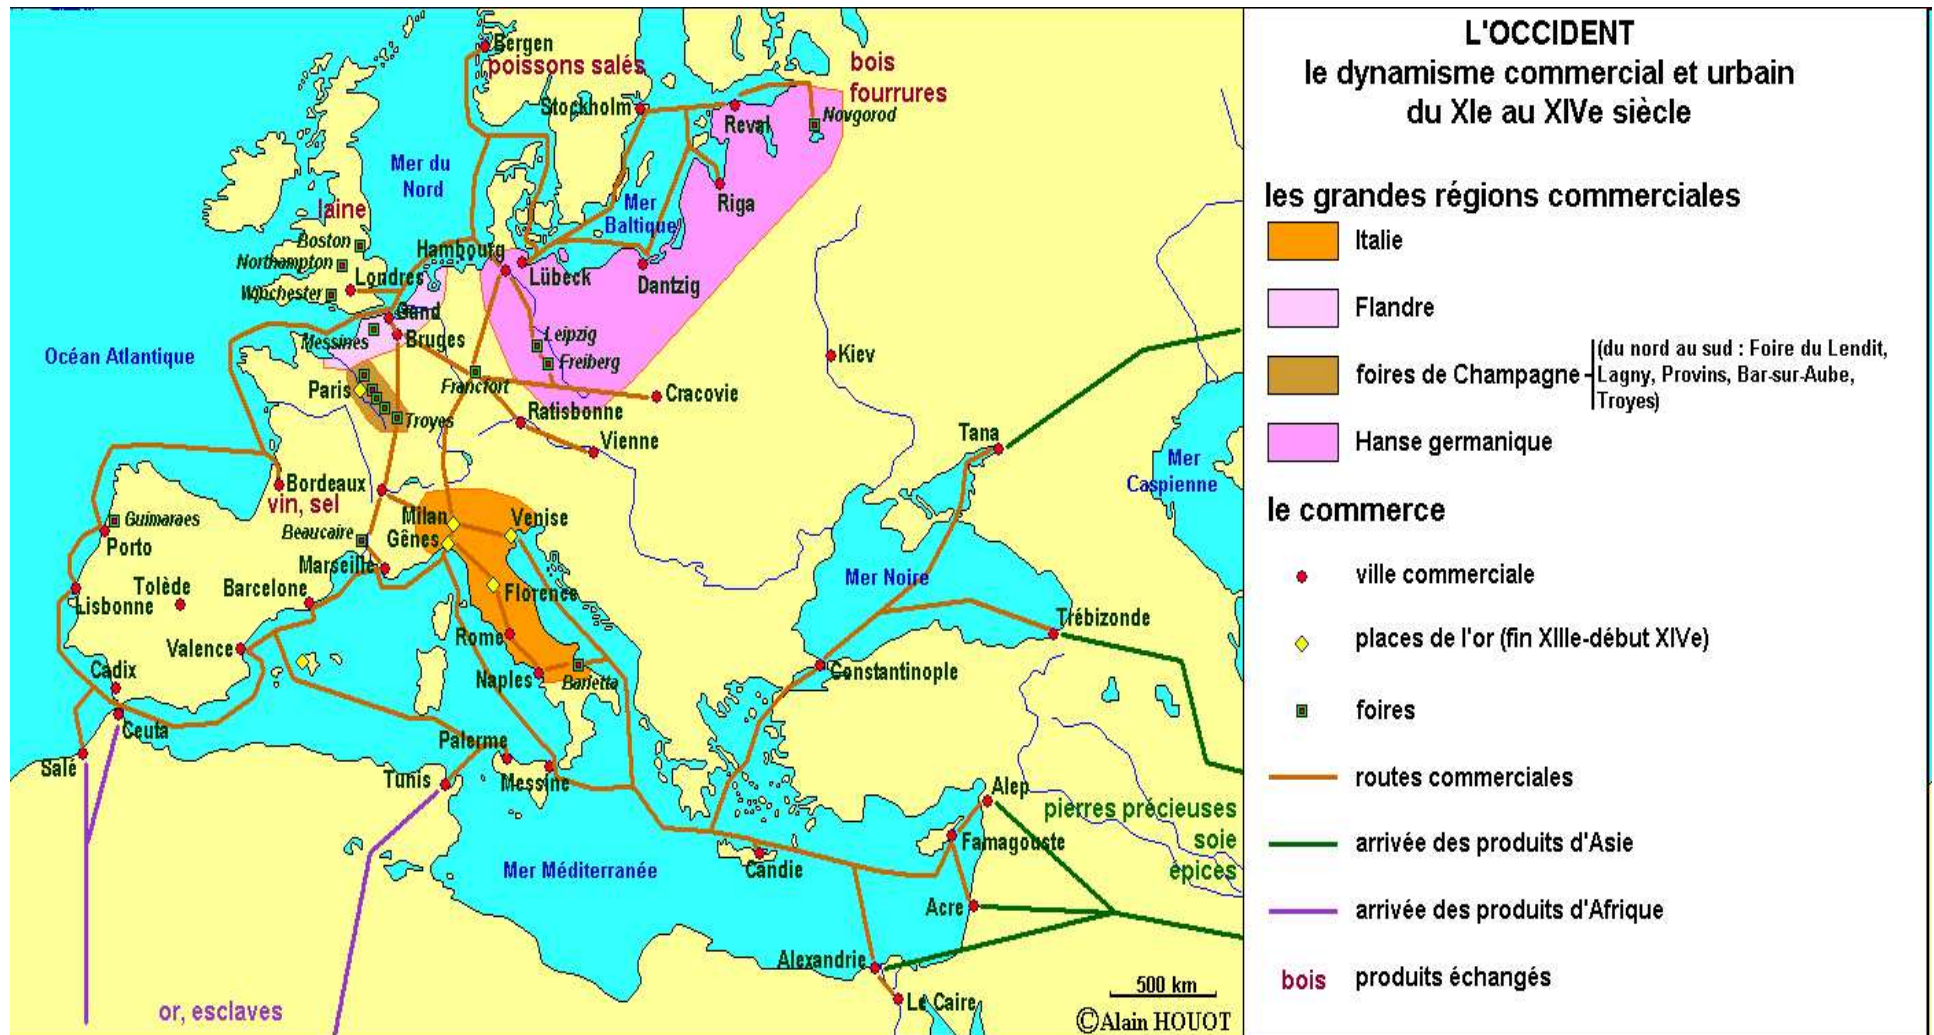 Bergen
poissons salés
bois
fourrures
Stockholm
Reval
Novgorod
Mer du
Nord
Riga
Mer
Baltique
laine
Boston
Northampton
Londres
Winchester
Hambourg
Lübeck
Dantzig
Gand
Messines
Bruges
Leipzig
Freiberg
Océan Atlantique
Kiev
Paris
Francfort
Cracovie
Troyes
Ratisbonne
Vienne
Tana
Mer
Caspienne
Bordeaux
vin, sel
Guimaraes
Porto
Beaucaire
Milan
Gênes
Venise
Marseille
Mer Noire
Tolède
Lisbonne
Barcelone
Florence
Trébizonde
Valence
Rome
Cadix
Naples
Barletta
Constantinople
Ceuta
Salé
Palerme
Tunis
Messine
Alep
pierres précieuses
soie
épices
Famagouste
Mer Méditerranée
Candie
Acre
Alexandrie
Le Caire
or, esclaves
500 km
©Alain HOUOT
L'OCCIDENT
le dynamisme commercial et urbain
du XIe au XIVe siècle
les grandes régions commerciales
Italie
Flandre
foires de Champagne
(du nord au sud : Foire du Lendit,
Lagny, Provins, Bar-sur-Aube,
Troyes)
Hanse germanique
le commerce
ville commerciale
places de l'or (fin XIIIe-début XIVe)
foires
routes commerciales
arrivée des produits d'Asie
arrivée des produits d'Afrique
bois produits échangés